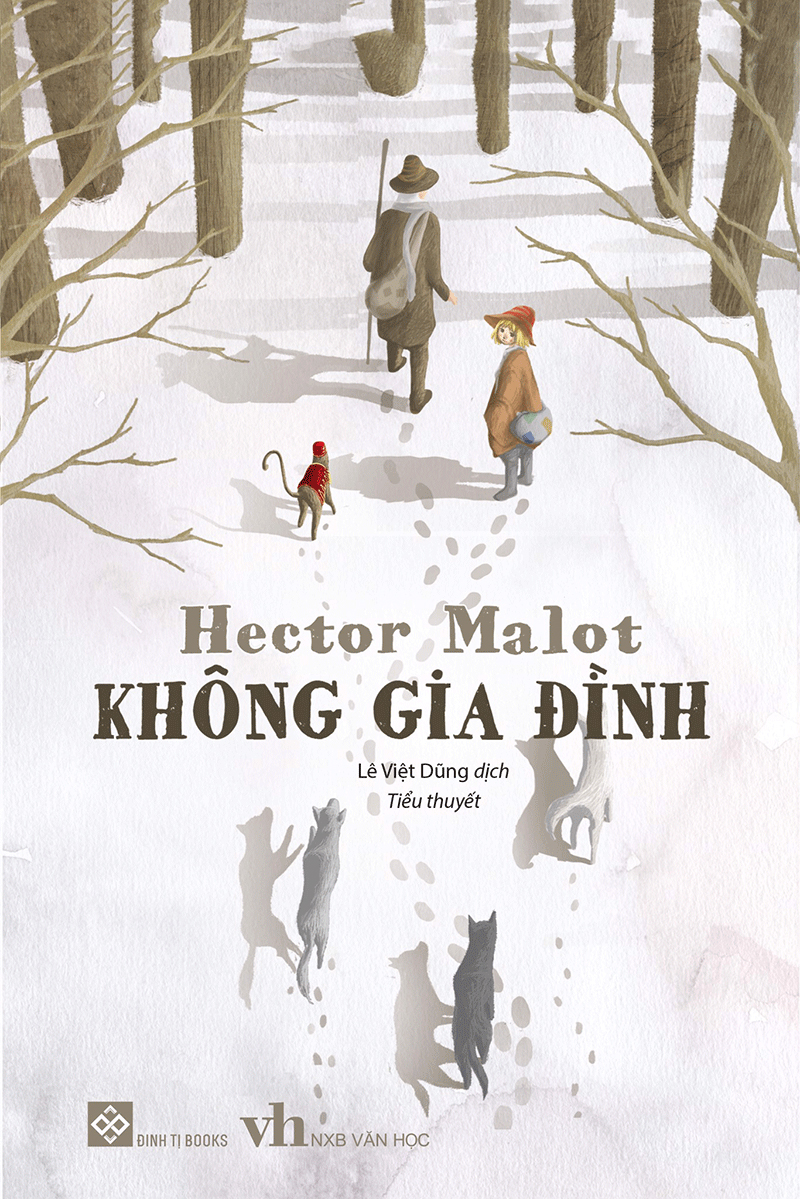 Hector Malot
KHÔNG GIA ĐÌNH
Lê Việt Dũng dịch
Tiểu thuyết
ĐINH TỊ BOOKS
vh NXB VĂN HỌC